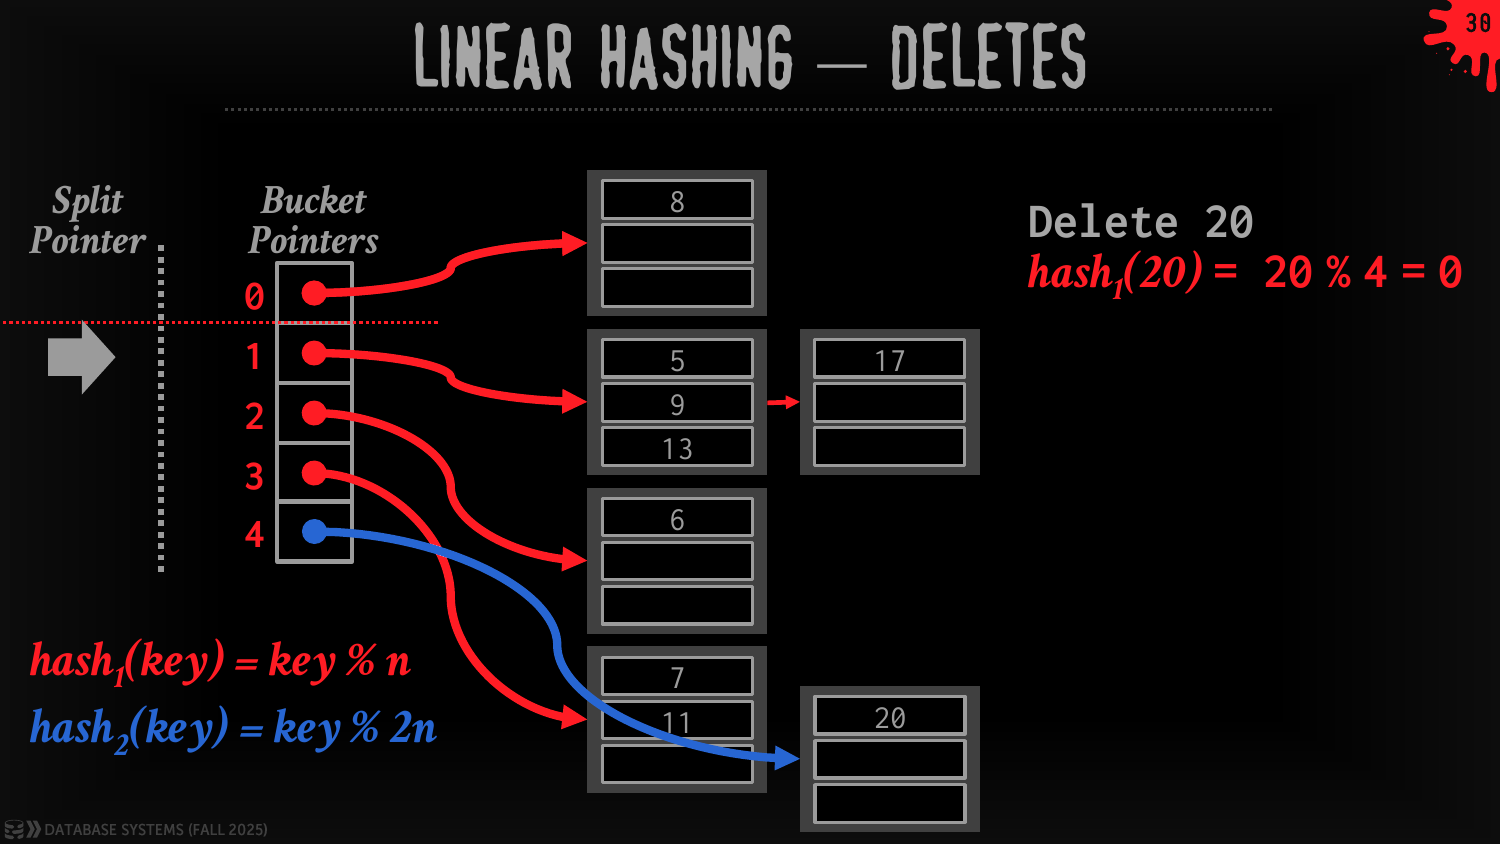 LINEAR HASHING — DELETES
30
Split
Pointer
Bucket
Pointers
0
1
2
3
4
8
5
9
13
17
6
7
11
20
Delete 20
hash1(20) = 20 % 4 = 0
hash1(key) = key % n
hash2(key) = key % 2n
DATABASE SYSTEMS (FALL 2025)